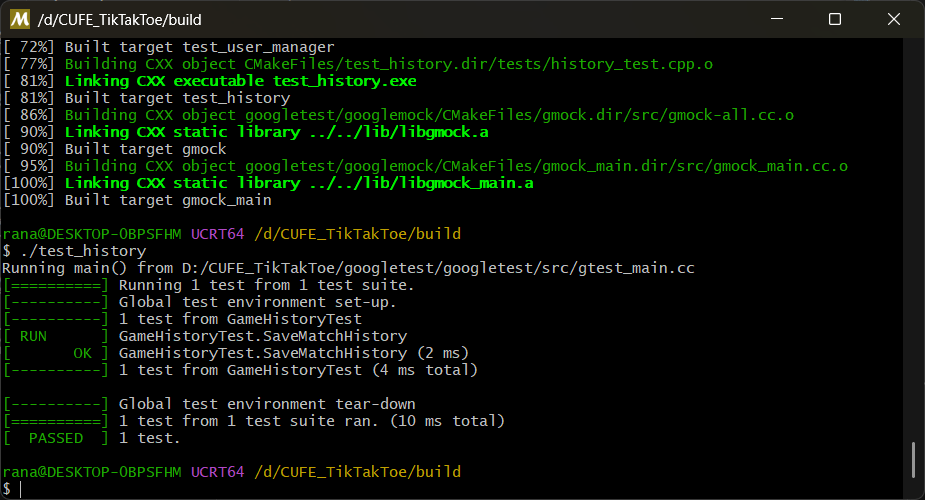 M /d/CUFE_TikTakToe/build
[ 72%] Built target test_user_manager
[ 77%] Building CXX object CMakeFiles/test_history.dir/tests/history_test.cpp.o
[ 81%] Linking CXX executable test_history.exe
[ 81%] Built target test_history
[ 86%] Building CXX object googletest/googlemock/CMakeFiles/gmock.dir/src/gmock-all.cc.o
[ 90%] Linking CXX static library ../../lib/libgmock.a
[ 90%] Built target gmock
[ 95%] Building CXX object googletest/googlemock/CMakeFiles/gmock_main.dir/src/gmock_main.cc.o
[100%] Linking CXX static library ../../lib/libgmock_main.a
[100%] Built target gmock_main
rana@DESKTOP-OBPSFHM UCRT64 /d/CUFE_TikTakToe/build
$ ./test_history
Running main() from D:/CUFE_TikTakToe/googletest/googletest/src/gtest_main.cc
[==========] Running 1 test from 1 test suite.
[----------] Global test environment set-up.
[----------] 1 test from GameHistoryTest
[ RUN      ] GameHistoryTest.SaveMatchHistory
[       OK ] GameHistoryTest.SaveMatchHistory (2 ms)
[----------] 1 test from GameHistoryTest (4 ms total)
[----------] Global test environment tear-down
[==========] 1 test from 1 test suite ran. (10 ms total)
[  PASSED  ] 1 test.
rana@DESKTOP-OBPSFHM UCRT64 /d/CUFE_TikTakToe/build
$